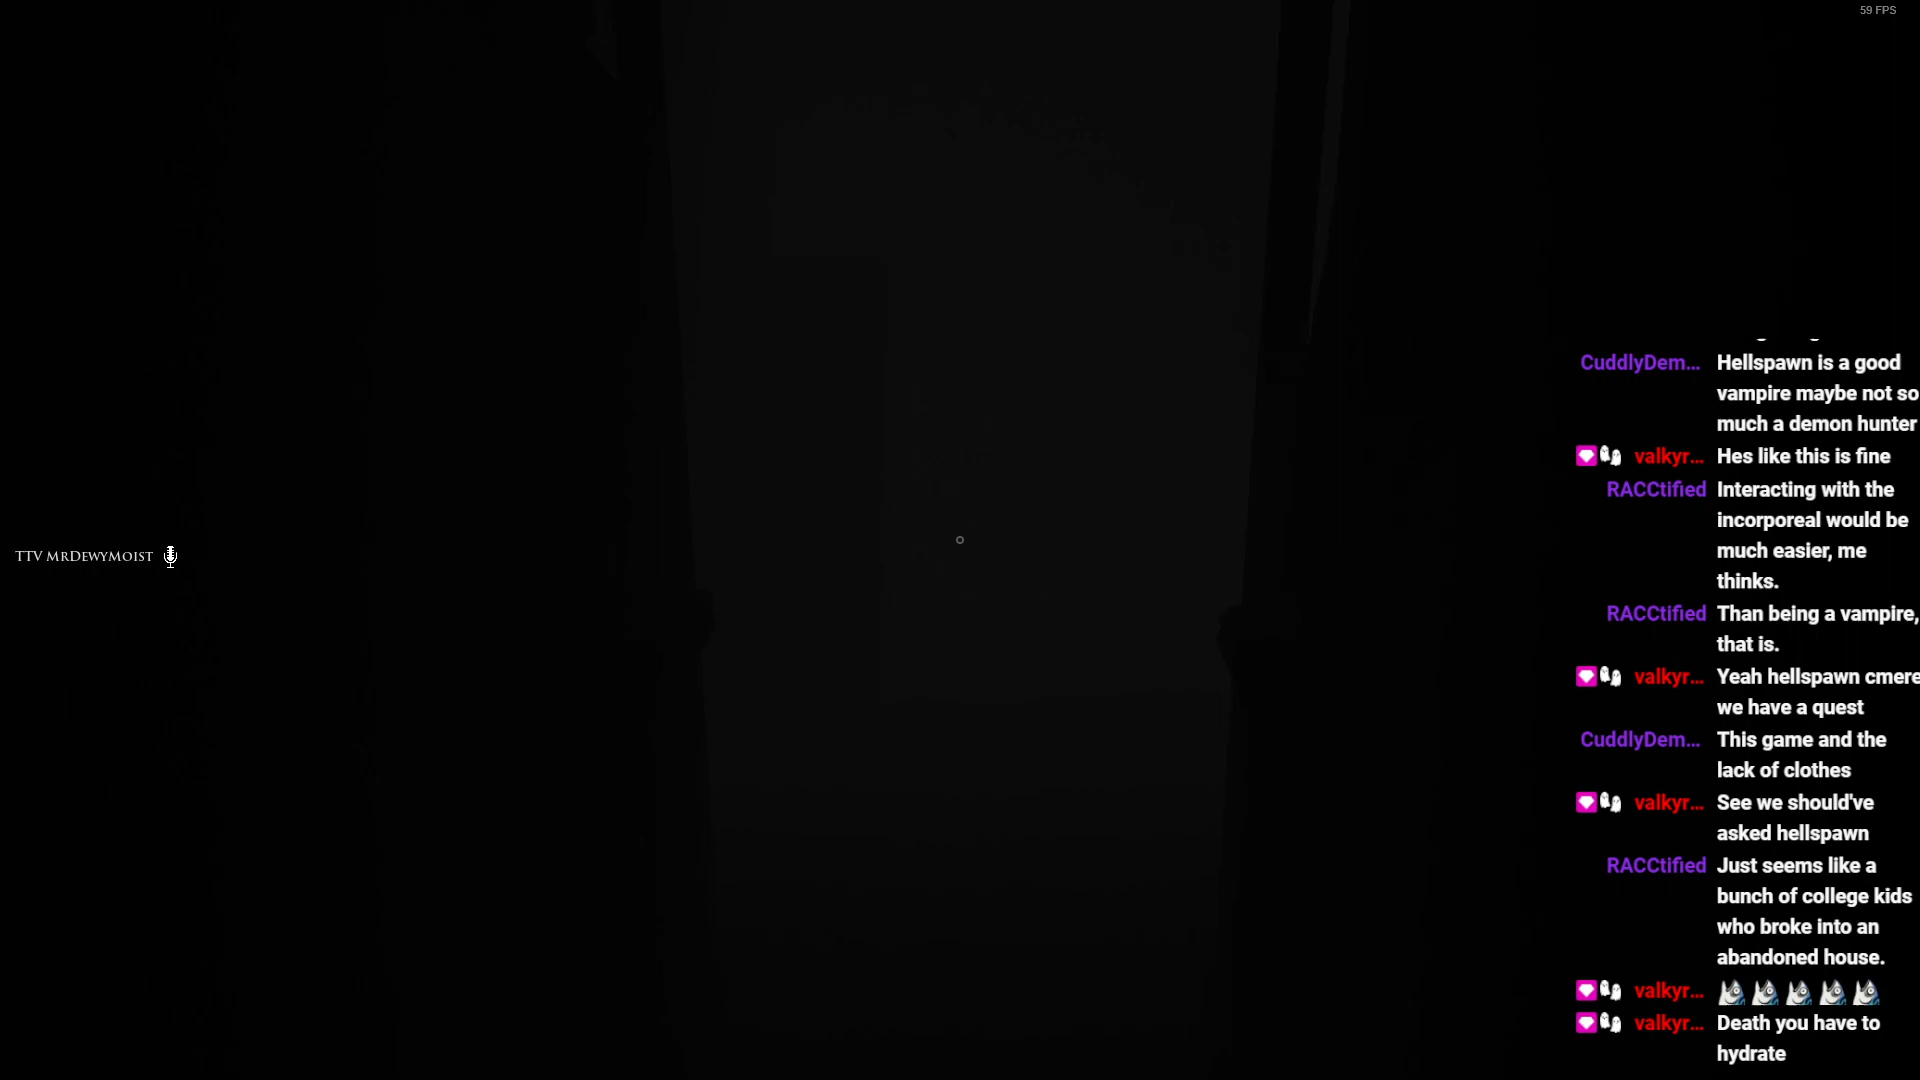 59 FPS
CuddlyDem... Hellspawn is a good
vampire maybe not so
much a demon hunter
valkyr... Hes like this is fine
RACCtified Interacting with the
incorporeal would be
much easier, me
thinks.
TTV MrDewyMoist
RACCtified Than being a vampire,
that is.
valkyr... Yeah hellspawn cmere
we have a quest
CuddlyDem... This game and the
lack of clothes
valkyr... See we should've
asked hellspawn
RACCtified Just seems like a
bunch of college kids
who broke into an
abandoned house.
valkyr...
valkyr... Death you have to
hydrate